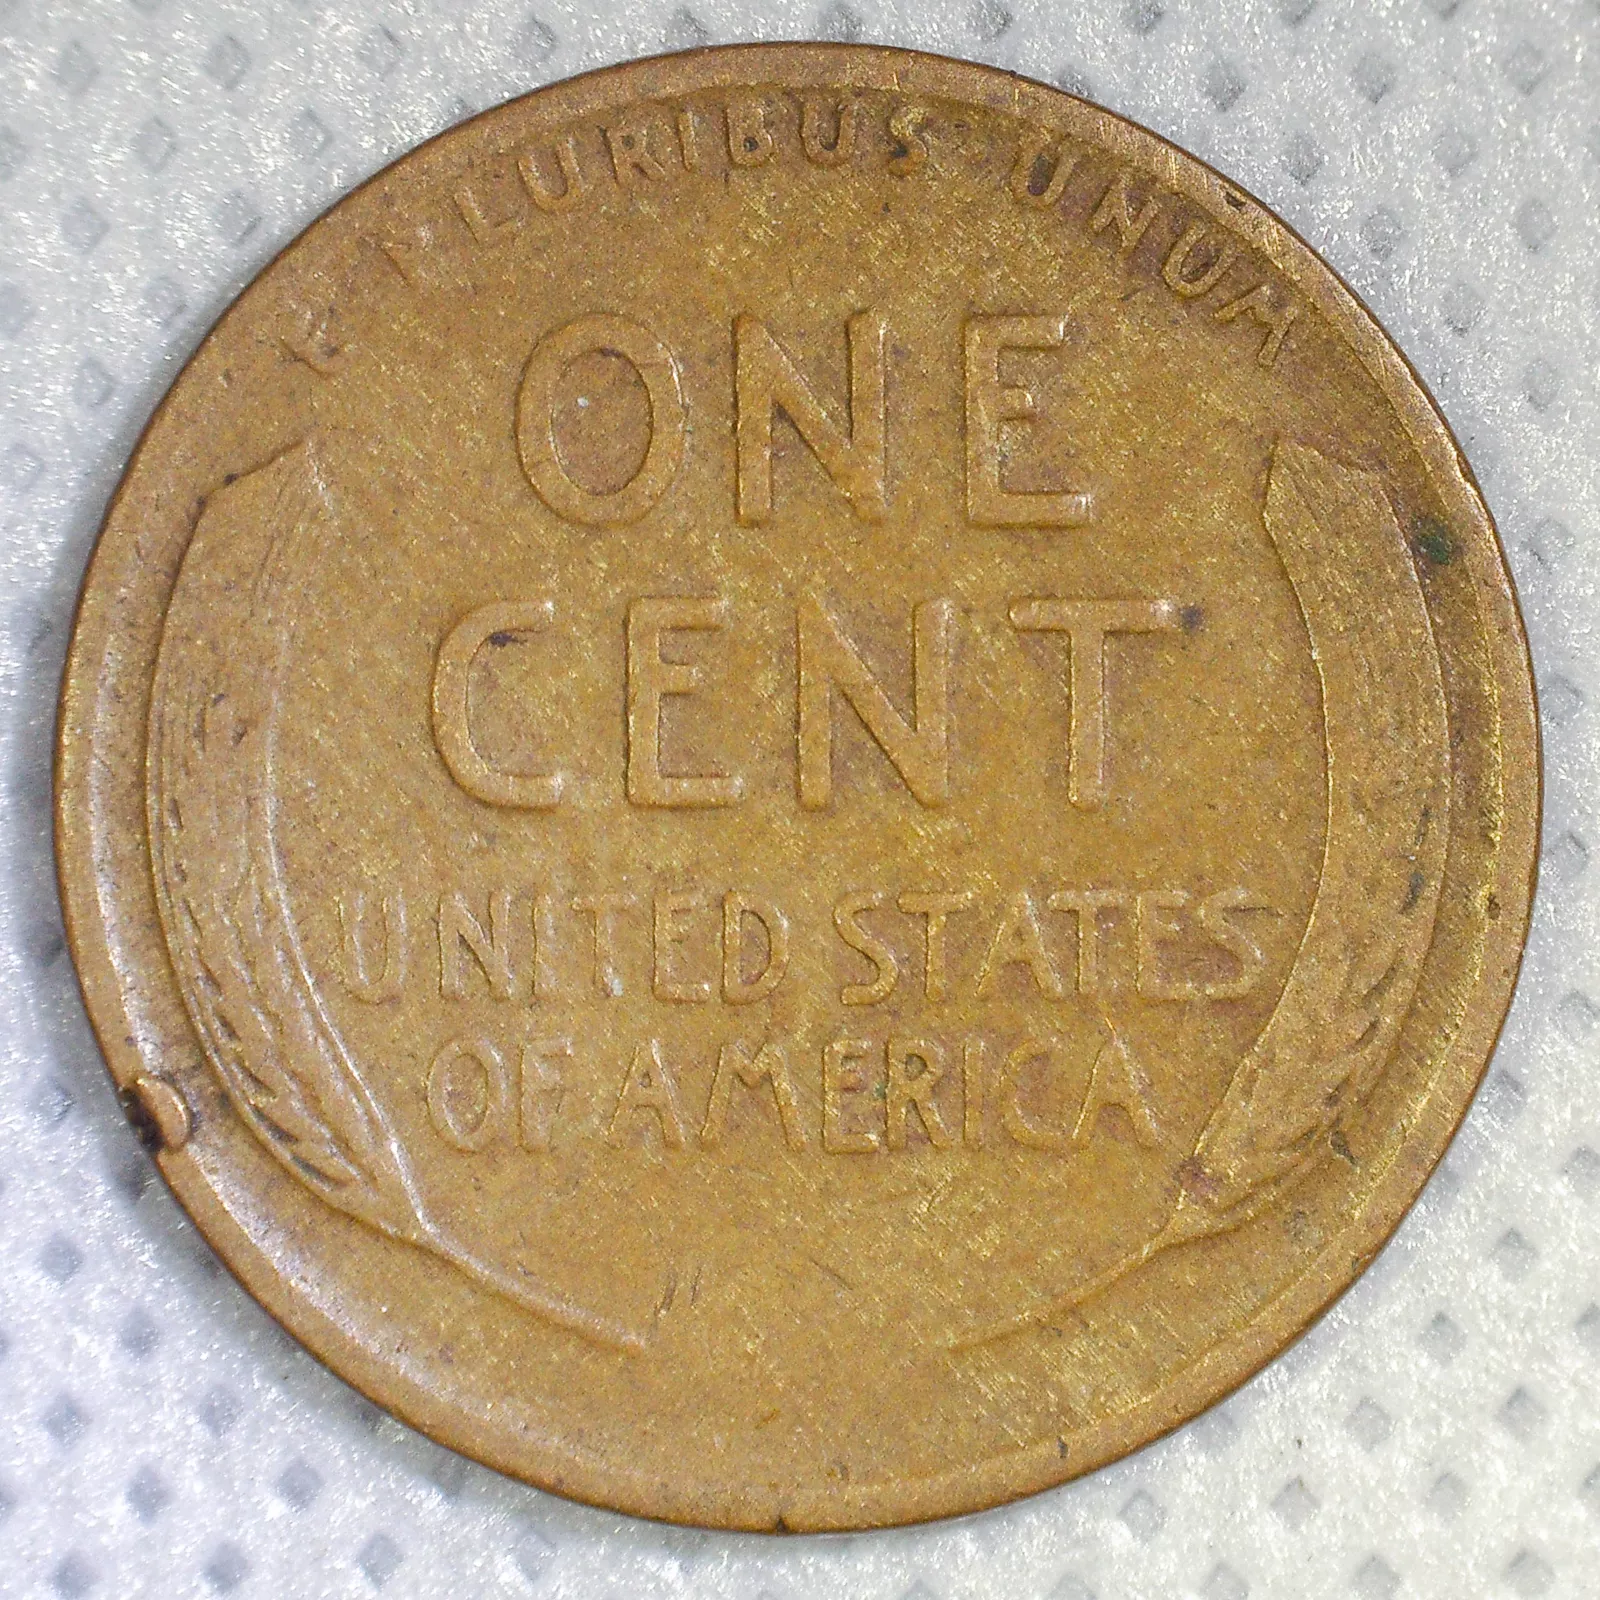 E PLURIBUS UNUM
ONE
CENT
UNITED STATES
OF AMERICA